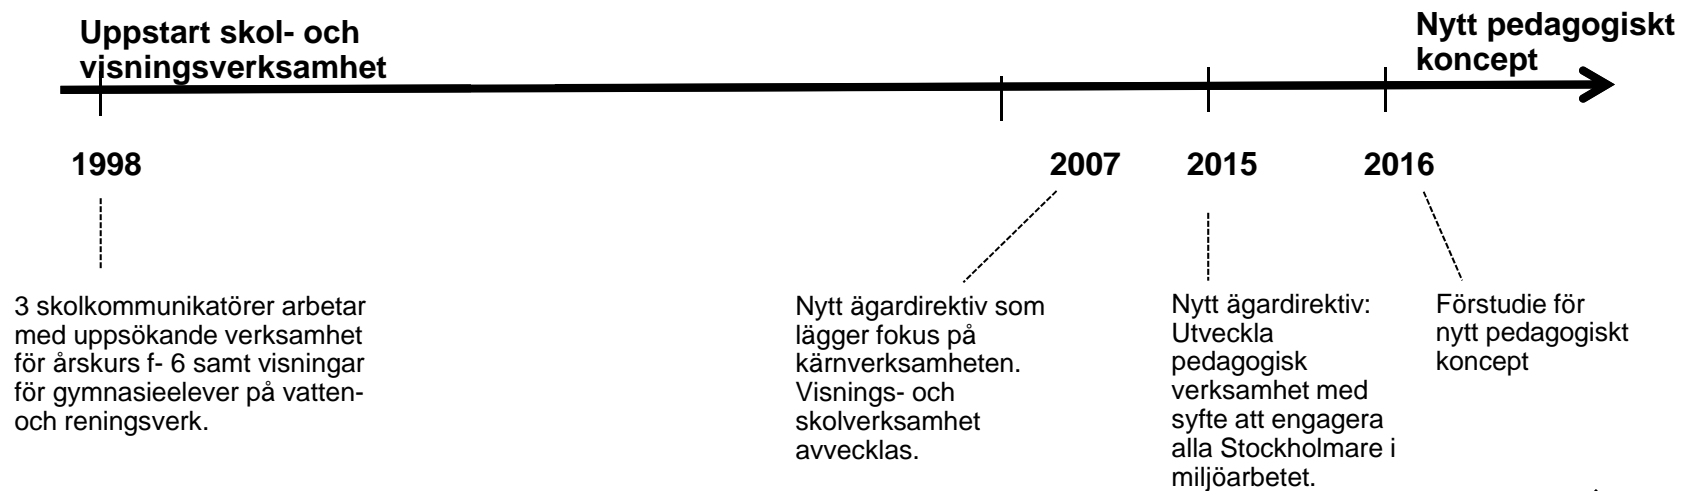 Uppstart skol- och
visningsverksamhet
Nytt pedagogiskt
koncept
1998
2007
2015
2016
3 skolkommunikatörer arbetar
med uppsökande verksamhet
för årskurs f- 6 samt visningar
för gymnasieelever på vatten-
och reningsverk.
Nytt ägardirektiv som
lägger fokus på
kärnverksamheten.
Visnings- och
skolverksamhet
avvecklas.
Nytt ägardirektiv:
Utveckla
pedagogisk
verksamhet med
syfte att engagera
alla Stockholmare i
miljöarbetet.
Förstudie för
nytt pedagogiskt
koncept